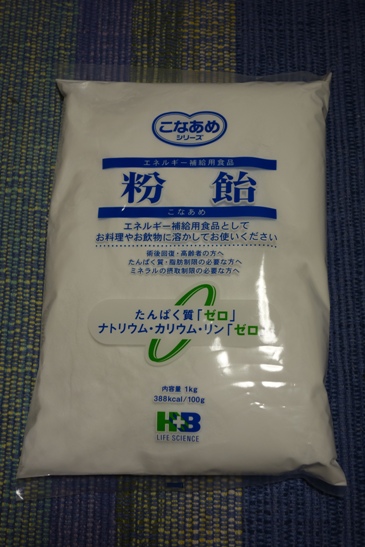 こなあめ
シリーズ
エネルギー補給用食品
粉飴
こなあめ
エネルギー補給用食品として
お料理やお飲物に溶かしてお使いください
術後回復・高齢者の方へ
たんぱく質・脂肪制限の必要な方へ
ミネラルの摂取制限の必要な方へ
たんぱく質「ゼロ」
ナトリウム・カリウム・リン「ゼロ
内容量 1kg
388kcal/100g
H+B
LIFE SCIENCE